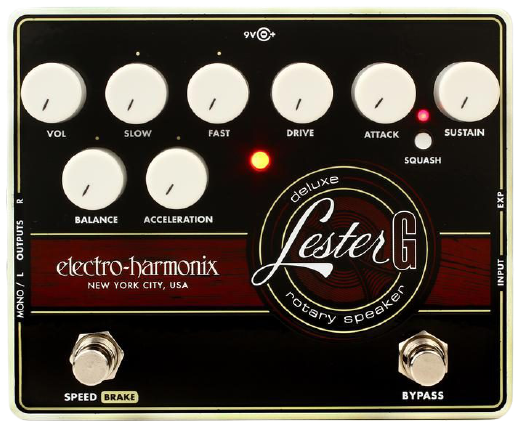 9V
VOL SLOW FAST DRIVE ATTACK SUSTAIN
SQUASH
BALANCE ACCELERATION
MONO / L OUTPUTS R
EXP
INPUT
deluxe
Lester G
rotary speaker
electro-harmonix
NEW YORK CITY, USA
SPEED BRAKE
BYPASS